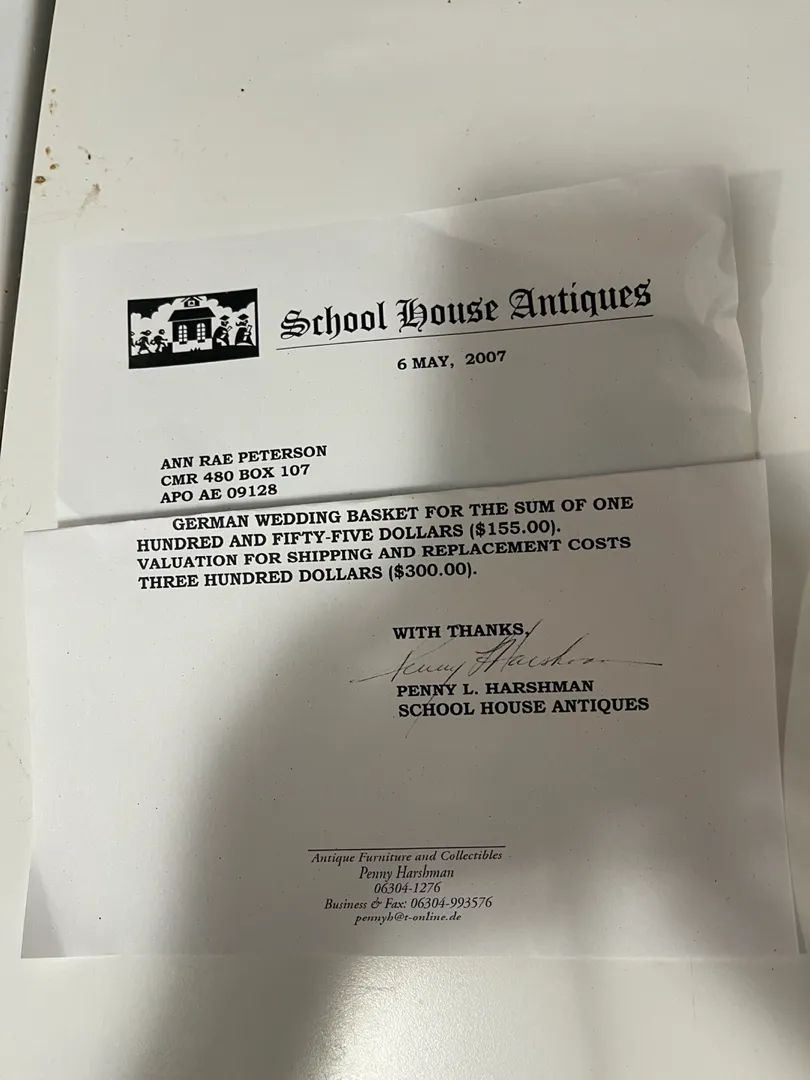 School House Antiques
6 MAY, 2007
ANN RAE PETERSON
CMR 480 BOX 107
APO AE 09128
GERMAN WEDDING BASKET FOR THE SUM OF ONE
HUNDRED AND FIFTY-FIVE DOLLARS ($155.00).
VALUATION FOR SHIPPING AND REPLACEMENT COSTS
THREE HUNDRED DOLLARS ($300.00).
WITH THANKS,
Penny L Harshman
PENNY L. HARSHMAN
SCHOOL HOUSE ANTIQUES
Antique Furniture and Collectibles
Penny Harshman
06304-1276
Business & Fax: 06304-993576
pennyh@t-online.de